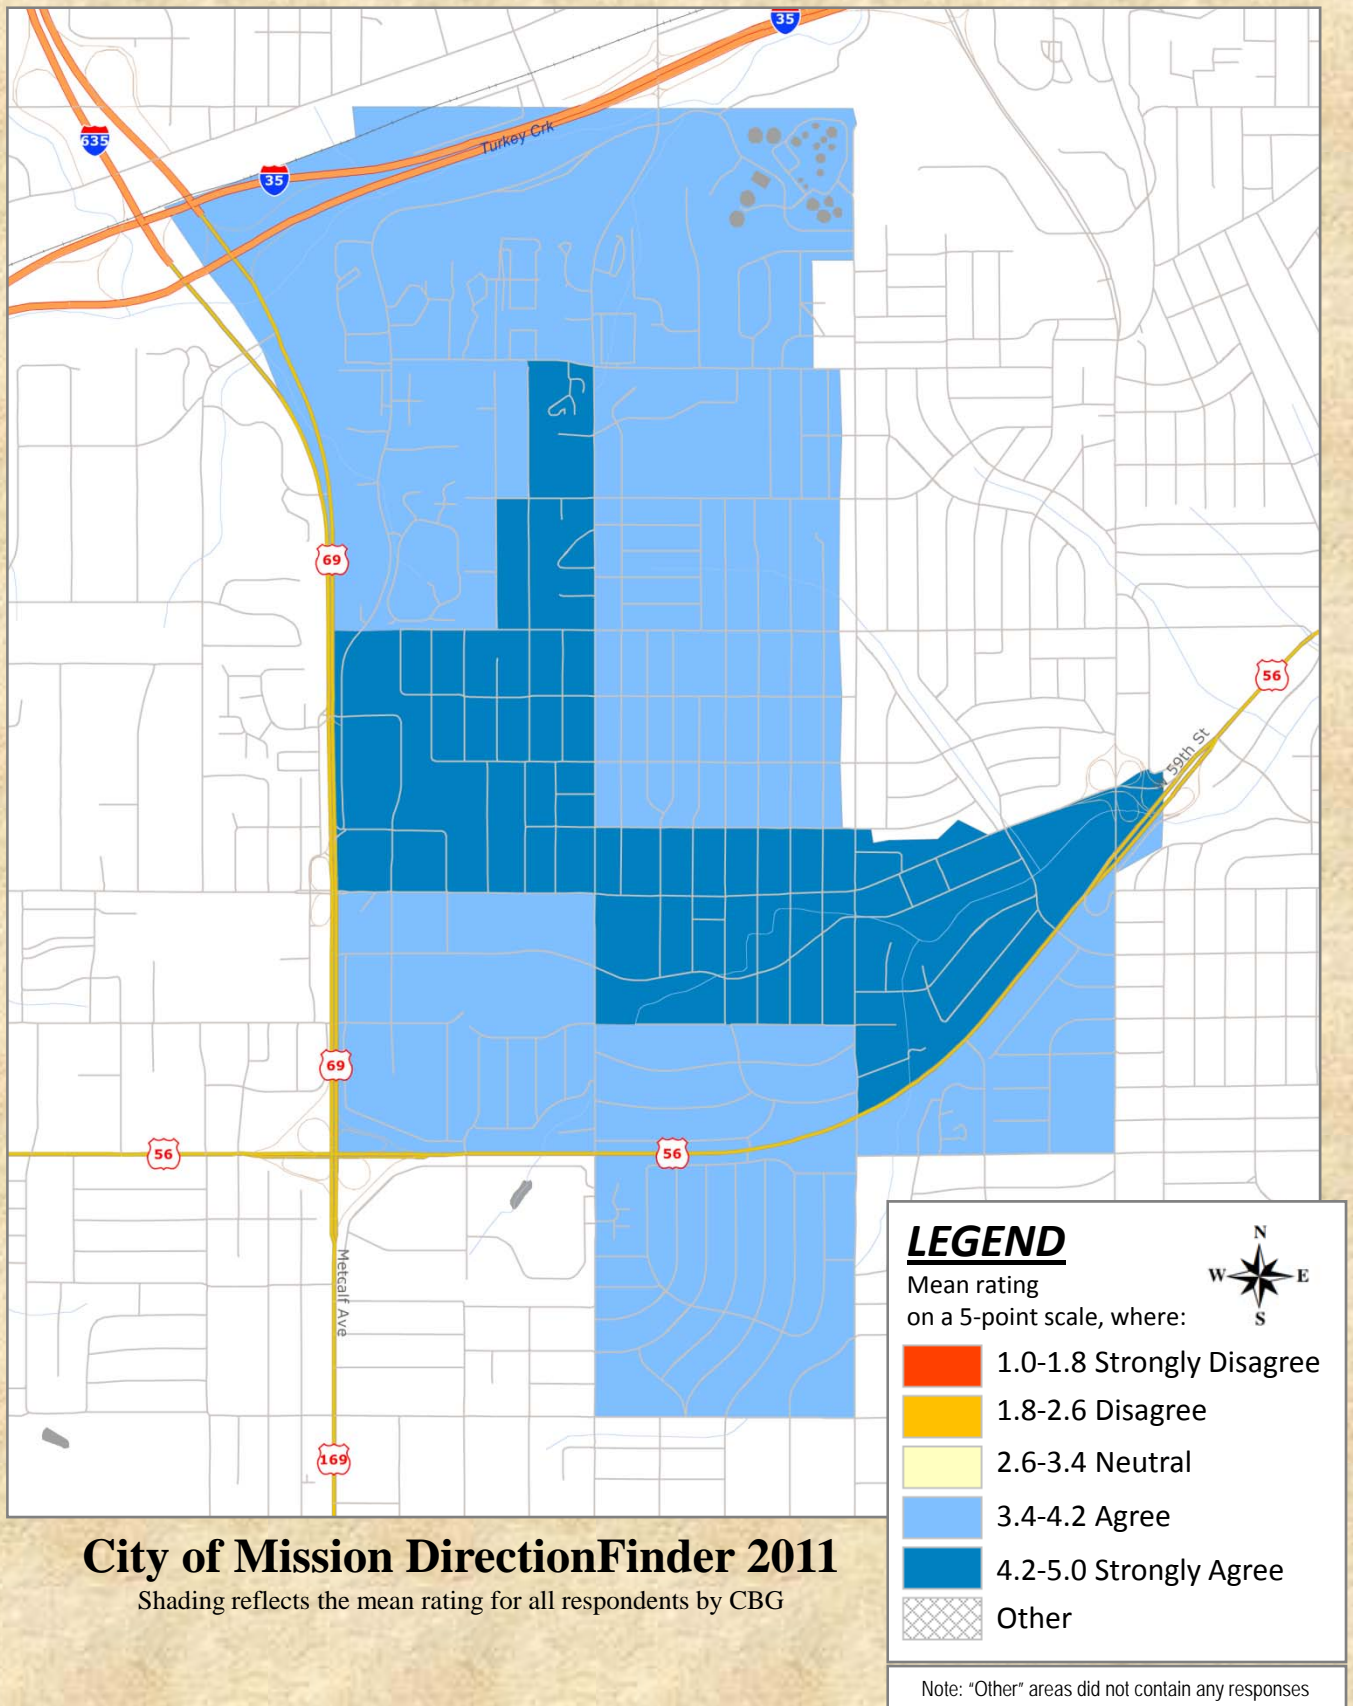 35
635
35
Turkey Crk
69
56
59th St
69
56
56
Metcalf Ave
169
LEGEND
N
W E
S
Mean rating
on a 5-point scale, where:
1.0-1.8 Strongly Disagree
1.8-2.6 Disagree
2.6-3.4 Neutral
3.4-4.2 Agree
4.2-5.0 Strongly Agree
Other
Note: "Other" areas did not contain any responses
City of Mission DirectionFinder 2011
Shading reflects the mean rating for all respondents by CBG